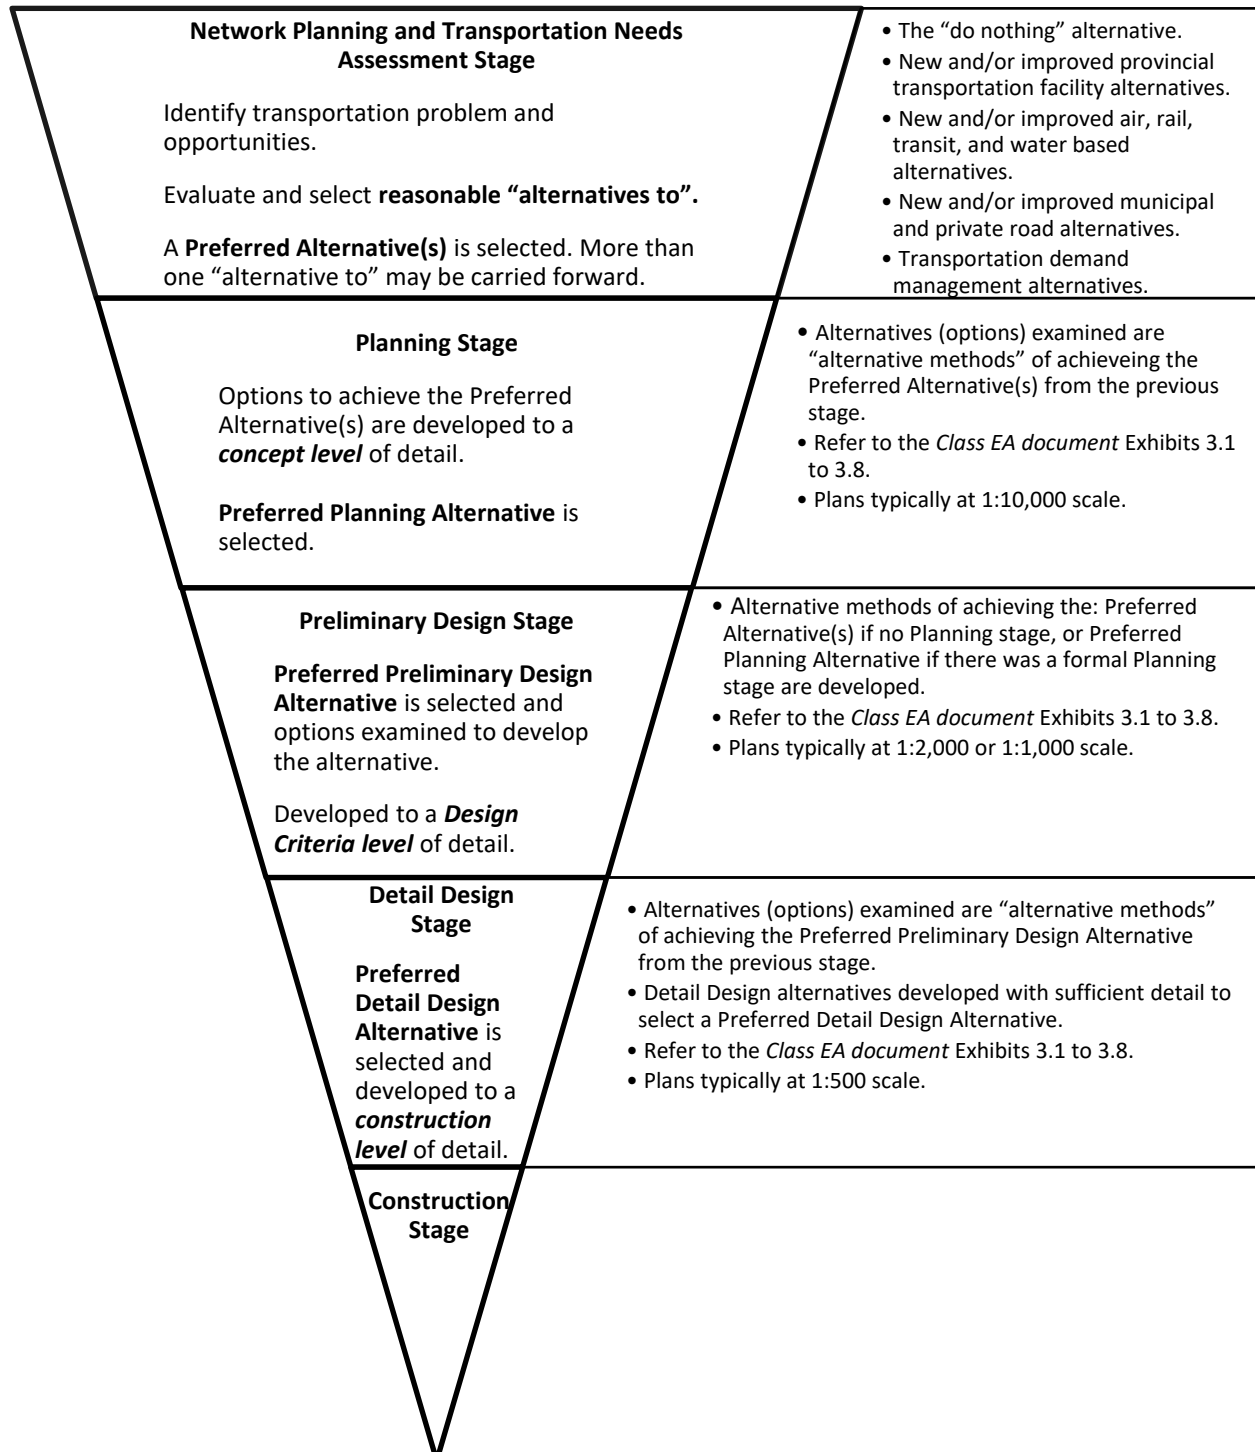 Network Planning and Transportation Needs
Assessment Stage
Identify transportation problem and
opportunities.
Evaluate and select reasonable “alternatives to”.
A Preferred Alternative(s) is selected. More than
one “alternative to” may be carried forward.
• The “do nothing” alternative.
• New and/or improved provincial
transportation facility alternatives.
• New and/or improved air, rail,
transit, and water based
alternatives.
• New and/or improved municipal
and private road alternatives.
• Transportation demand
management alternatives.
Planning Stage
Options to achieve the Preferred
Alternative(s) are developed to a
concept level of detail.
Preferred Planning Alternative is
selected.
• Alternatives (options) examined are
“alternative methods” of achieveing the
Preferred Alternative(s) from the previous
stage.
• Refer to the Class EA document Exhibits 3.1
to 3.8.
• Plans typically at 1:10,000 scale.
Preliminary Design Stage
Preferred Preliminary Design
Alternative is selected and
options examined to develop
the alternative.
Developed to a Design
Criteria level of detail.
• Alternative methods of achieving the: Preferred
Alternative(s) if no Planning stage, or Preferred
Planning Alternative if there was a formal Planning
stage are developed.
• Refer to the Class EA document Exhibits 3.1 to 3.8.
• Plans typically at 1:2,000 or 1:1,000 scale.
Detail Design
Stage
Preferred
Detail Design
Alternative is
selected and
developed to a
construction
level of detail.
• Alternatives (options) examined are “alternative methods”
of achieving the Preferred Preliminary Design Alternative
from the previous stage.
• Detail Design alternatives developed with sufficient detail to
select a Preferred Detail Design Alternative.
• Refer to the Class EA document Exhibits 3.1 to 3.8.
• Plans typically at 1:500 scale.
Construction
Stage